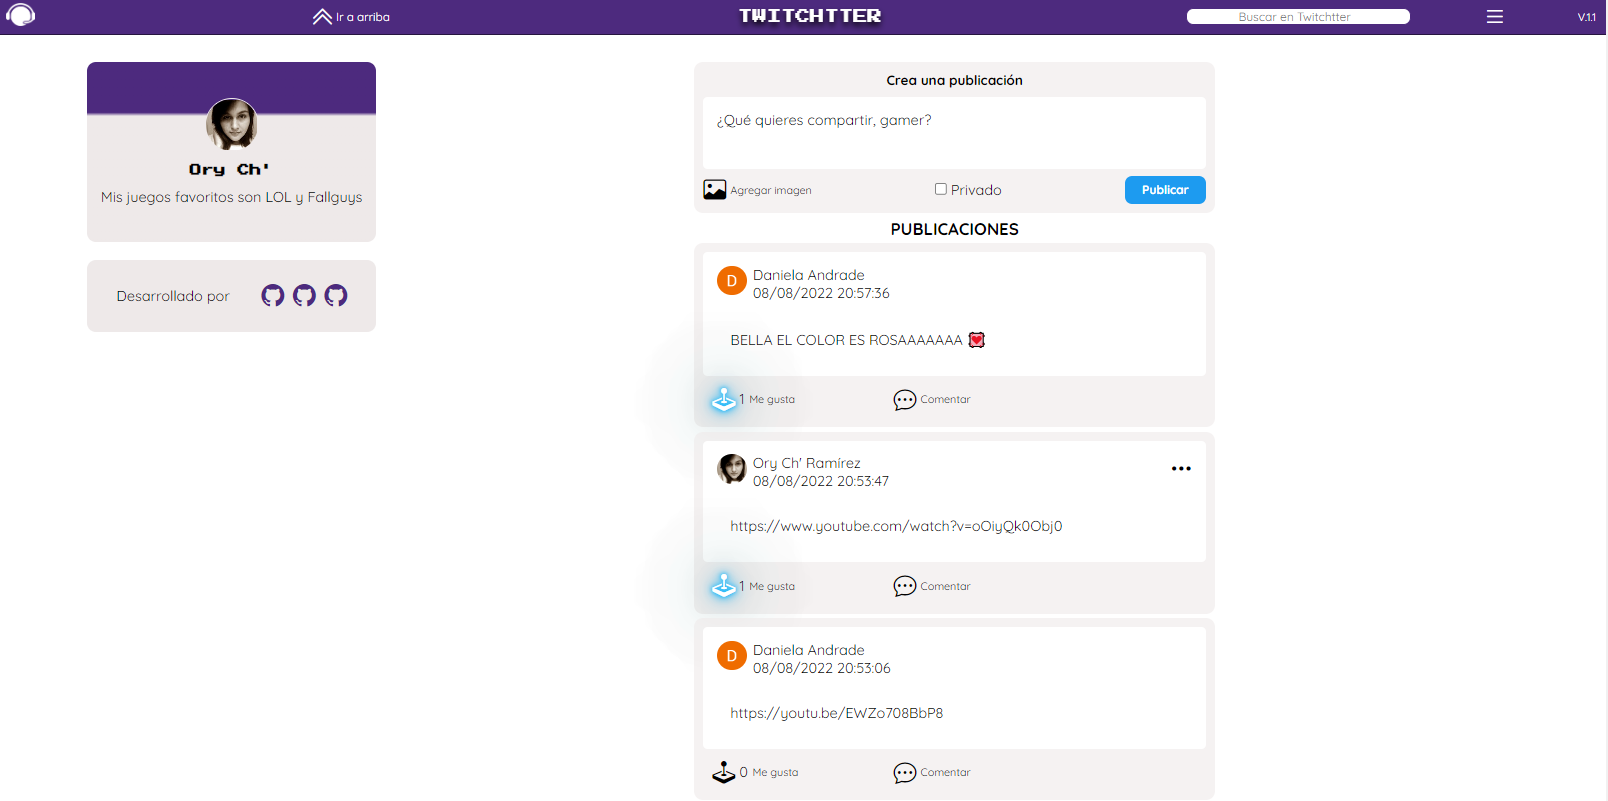 Ir a arriba
TWITCHTTER
Buscar en Twitchtter
V.1.1
Ory Ch'
Mis juegos favoritos son LOL y Fallguys
Desarrollado por
Crea una publicación
¿Qué quieres compartir, gamer?
Agregar imagen
Privado
Publicar
PUBLICACIONES
D
Daniela Andrade
08/08/2022 20:57:36
BELLA EL COLOR ES ROSAAAAAAA 💟
1 Me gusta
Comentar
Ory Ch' Ramírez
08/08/2022 20:53:47
https://www.youtube.com/watch?v=oOiyQk0Obj0
1 Me gusta
Comentar
D
Daniela Andrade
08/08/2022 20:53:06
https://youtu.be/EWZo708BbP8
0 Me gusta
Comentar